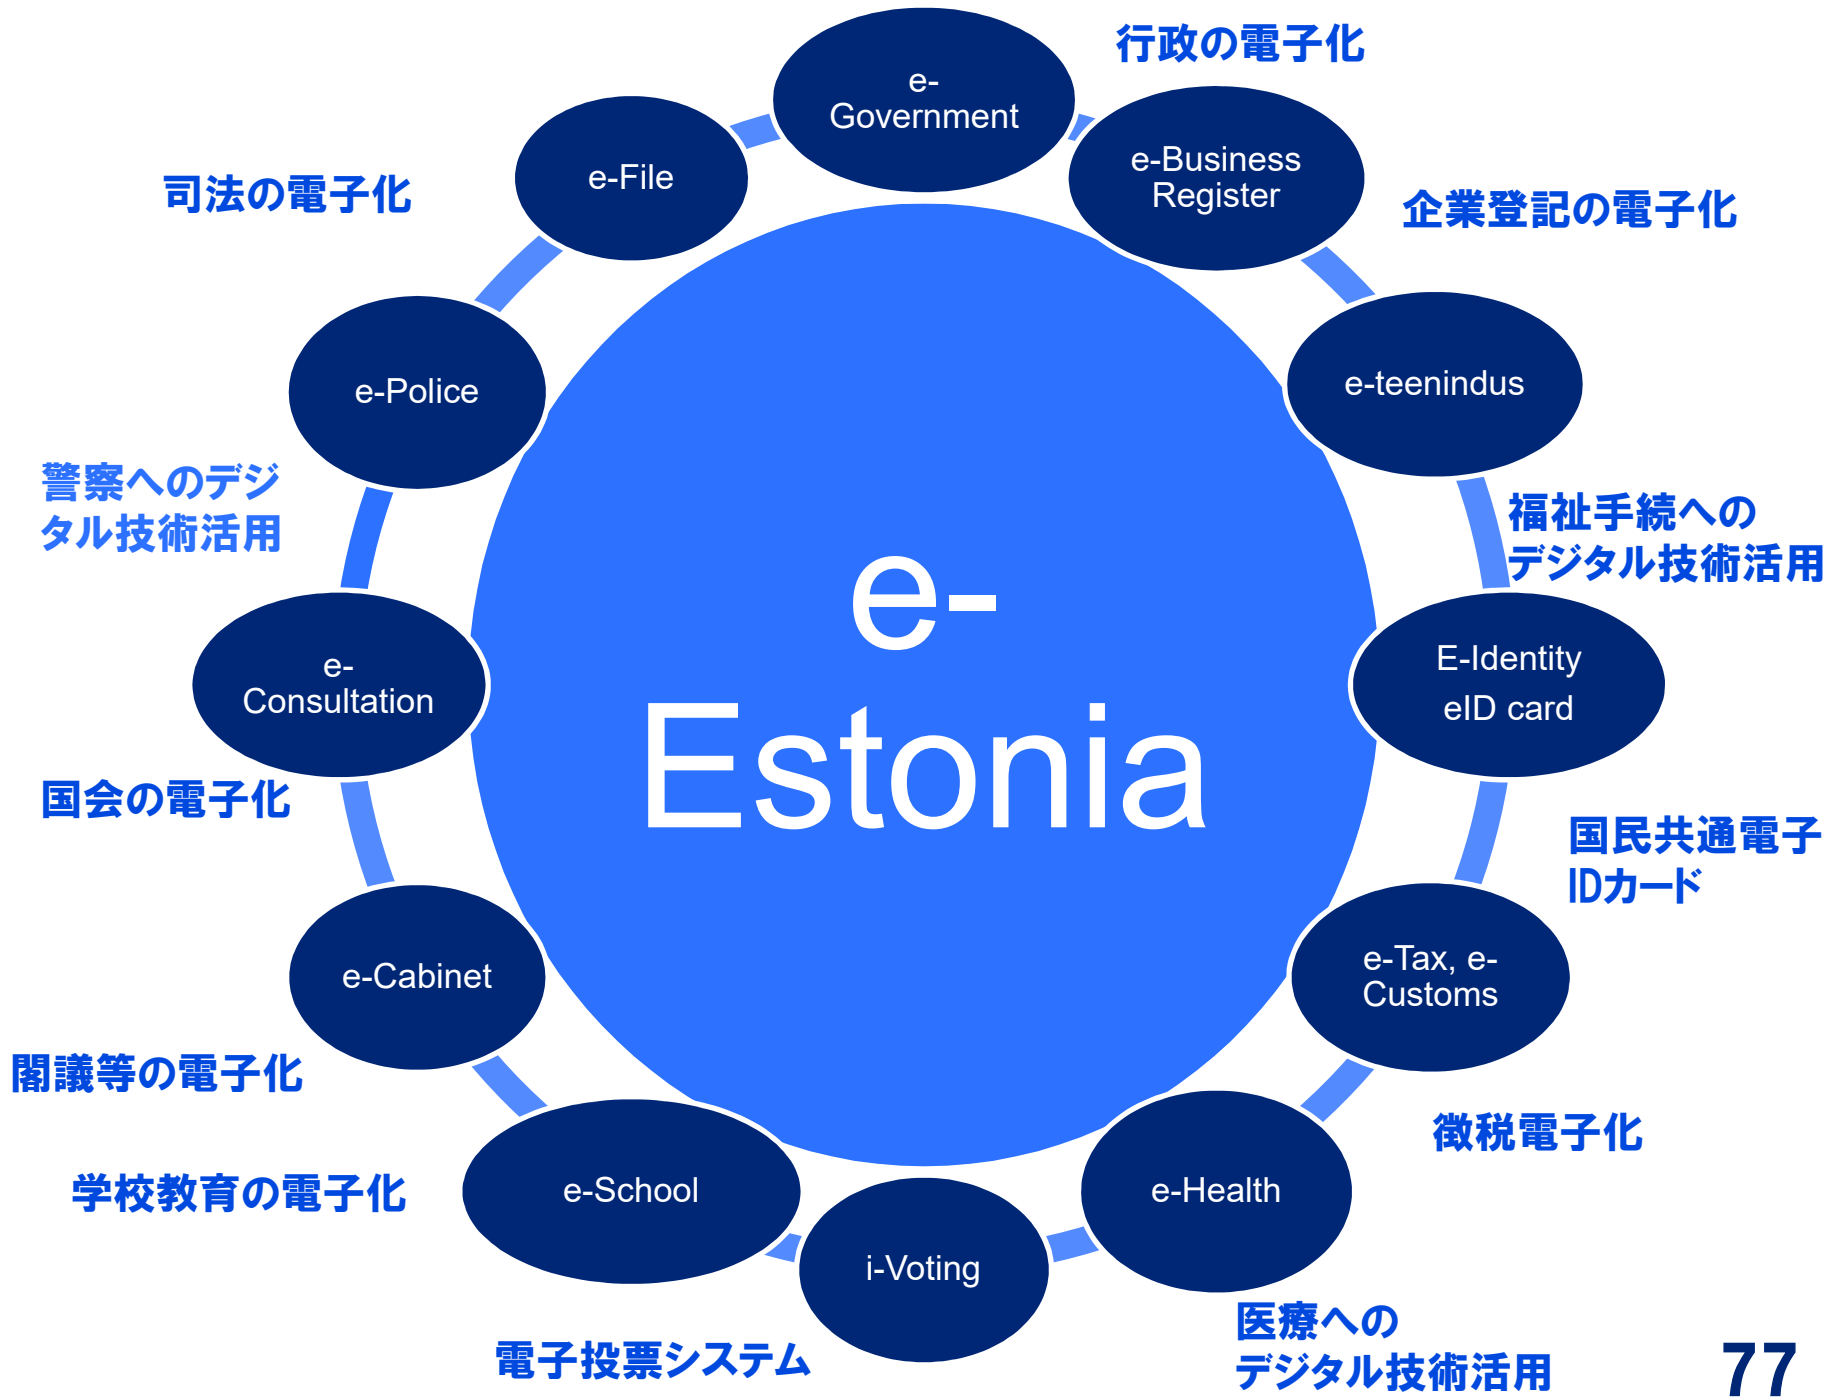 e-
Government
行政の電子化
e-Business
Register
企業登記の電子化
e-teenindus
福祉手続への
デジタル技術活用
E-Identity
eID card
国民共通電子
IDカード
e-Tax, e-
Customs
徴税電子化
e-Health
医療への
デジタル技術活用
i-Voting
電子投票システム
e-School
学校教育の電子化
e-Cabinet
閣議等の電子化
e-
Consultation
国会の電子化
e-Police
警察へのデジ
タル技術活用
e-File
司法の電子化
e-
Estonia
77